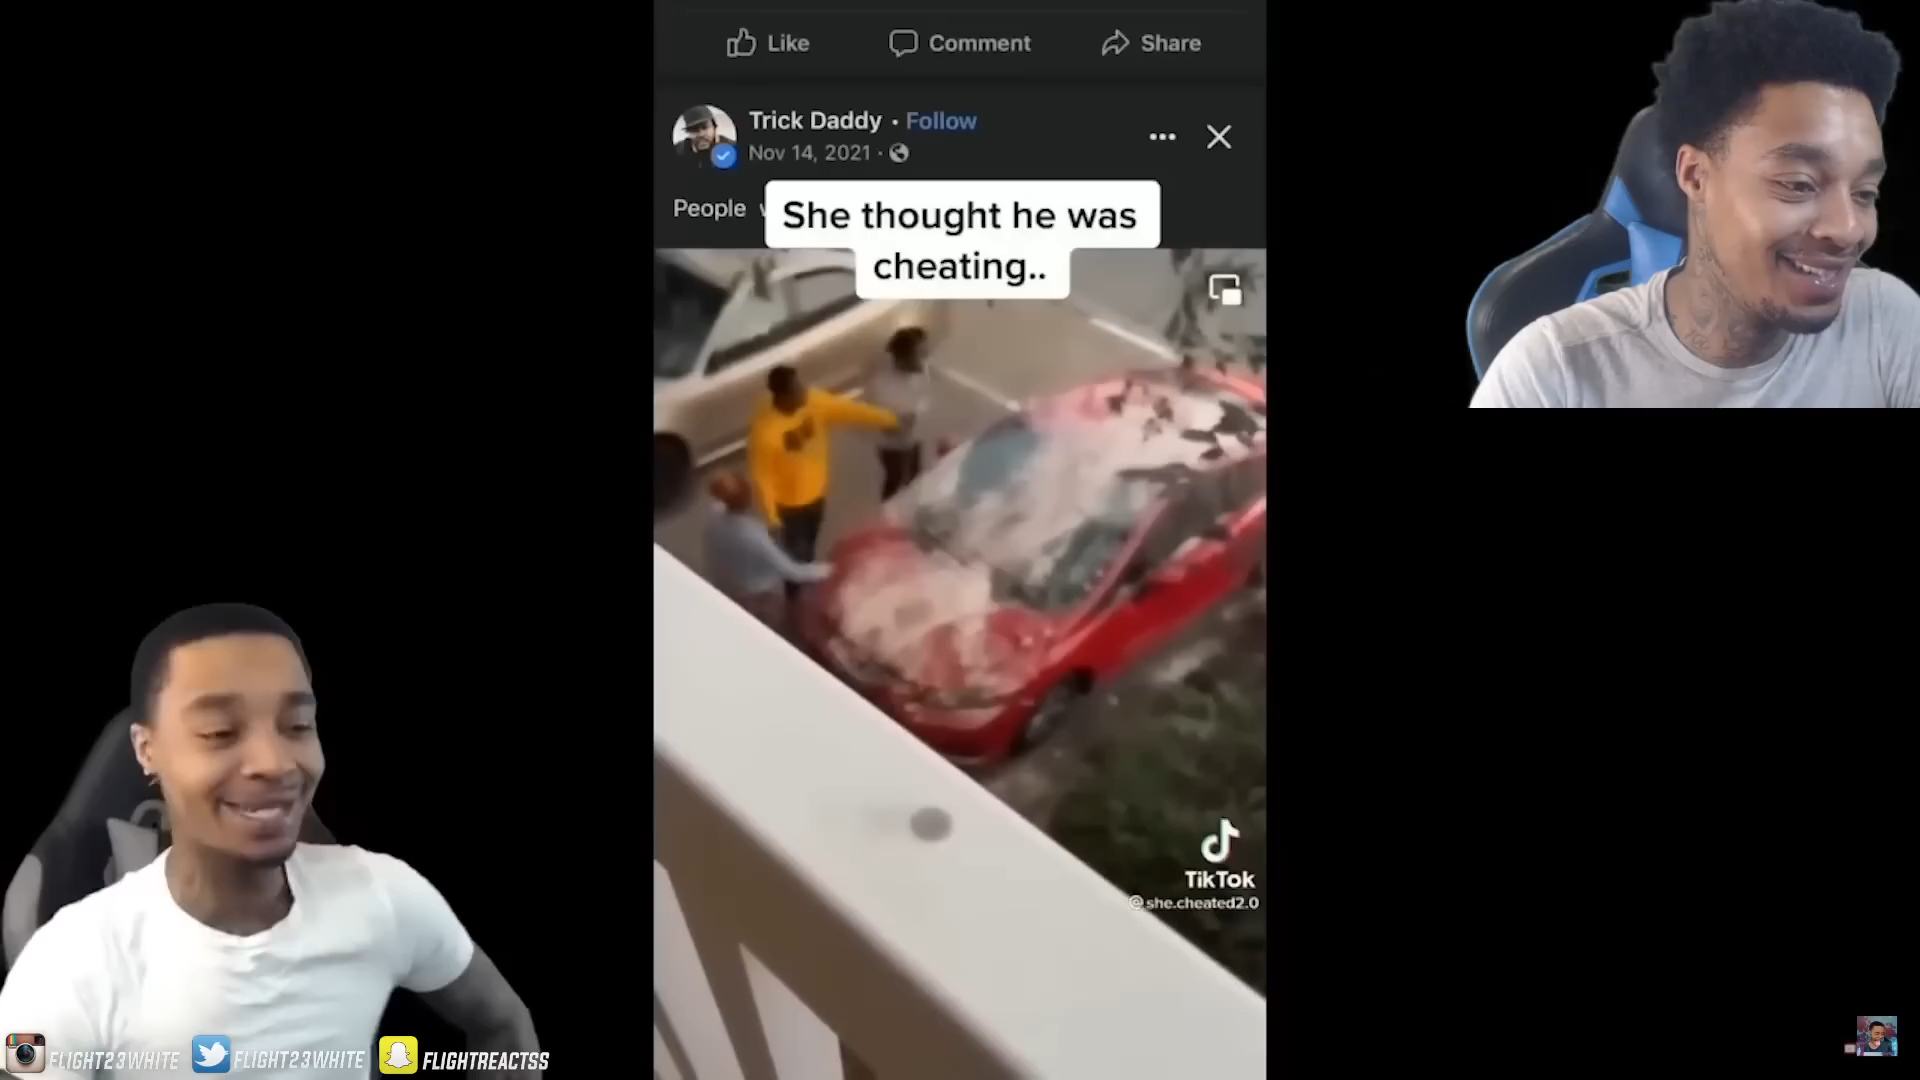 Like
Comment
Share
Trick Daddy · Follow
Nov 14, 2021 ·
People
She thought he was
cheating..
TikTok
@she.cheated2.0
FLIGHT23WHITE
FLIGHT23WHITE
FLIGHTREACTSS